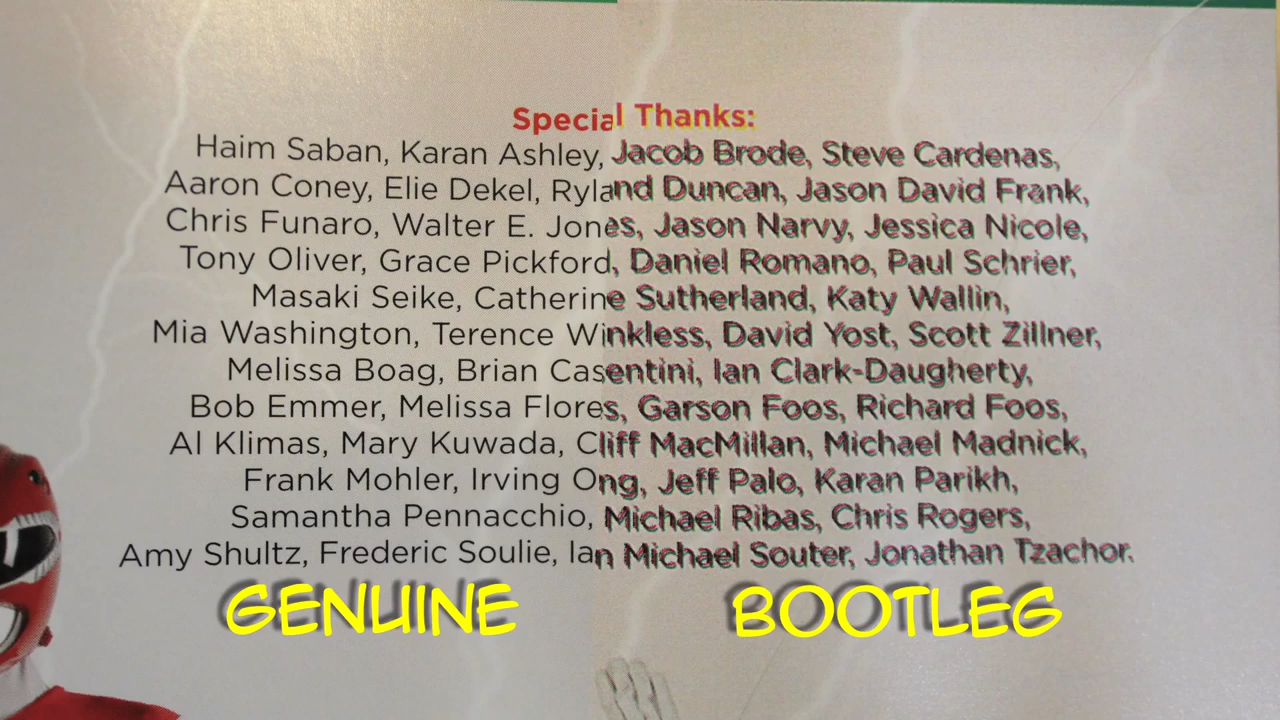 Special Thanks:
Haim Saban, Karan Ashley, Jacob Brode, Steve Cardenas,
Aaron Coney, Elie Dekel, Ryland Duncan, Jason David Frank,
Chris Funaro, Walter E. Jones, Jason Narvy, Jessica Nicole,
Tony Oliver, Grace Pickford, Daniel Romano, Paul Schrier,
Masaki Seike, Catherine Sutherland, Katy Wallin,
Mia Washington, Terence Winkless, David Yost, Scott Zillner,
Melissa Boag, Brian Casentini, Ian Clark-Daugherty,
Bob Emmer, Melissa Flores, Garson Foos, Richard Foos,
Al Klimas, Mary Kuwada, Cliff MacMillan, Michael Madnick,
Frank Mohler, Irving Ong, Jeff Palo, Karan Parikh,
Samantha Pennacchio, Michael Ribas, Chris Rogers,
Amy Shultz, Frederic Soulie, Ian Michael Souter, Jonathan Tzachor.
GENUINE BOOTLEG